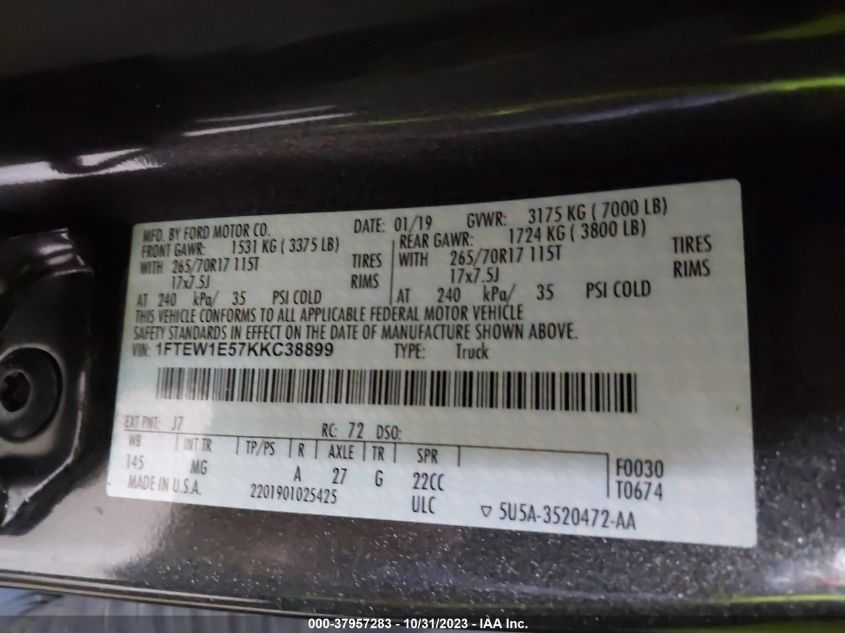 MFD. BY FORD MOTOR CO. DATE: 01/19 GVWR: 3175 KG ( 7000 LB)
FRONT GAWR: 1531 KG ( 3375 LB) REAR GAWR: 1724 KG ( 3800 LB)
WITH 265/70R17 115T TIRES WITH 265/70R17 115T TIRES
17x7.5J RIMS 17x7.5J RIMS
AT 240 kPa/ 35 PSI COLD AT 240 kPa/ 35 PSI COLD
THIS VEHICLE CONFORMS TO ALL APPLICABLE FEDERAL MOTOR VEHICLE
SAFETY STANDARDS IN EFFECT ON THE DATE OF MANUFACTURE SHOWN ABOVE.
VIN: 1FTEW1E57KKC38899 TYPE: Truck
EXT PNT: J7 RC: 72 DSO:
WB INT TR TP/PS R AXLE TR SPR
145 MG A 27 G 22CC F0030
MADE IN U.S.A. 2201901025425 ULC T0674
▽ 5U5A-3520472-AA
000-37957283 - 10/31/2023 - IAA Inc.